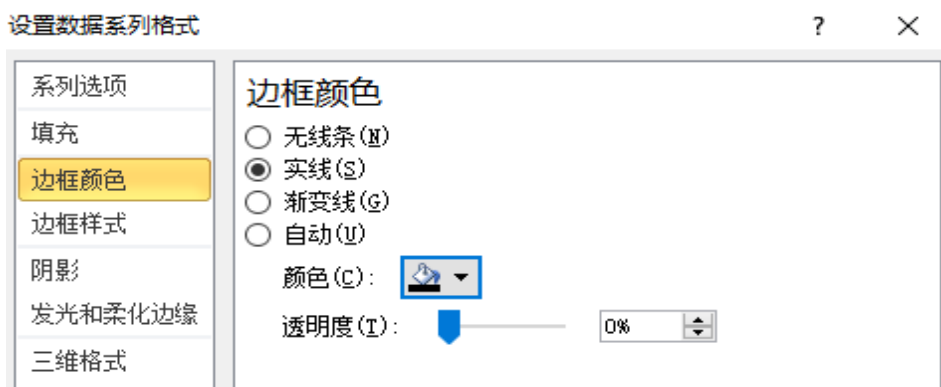 设置数据系列格式 ? ×
系列选项
填充
边框颜色
边框样式
阴影
发光和柔化边缘
三维格式
边框颜色
无线条(N)
实线(S)
渐变线(G)
自动(U)
颜色(C):
透明度(T): 0%